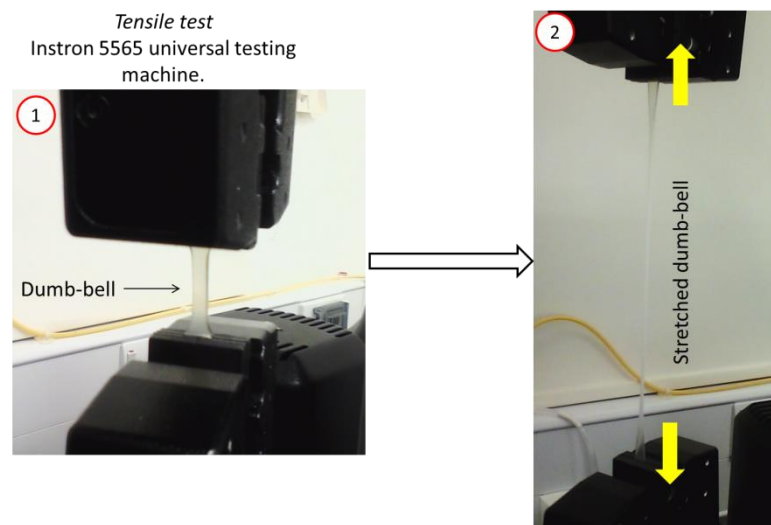 Tensile test
Instron 5565 universal testing
machine.
1
Dumb-bell
2
Stretched dumb-bell